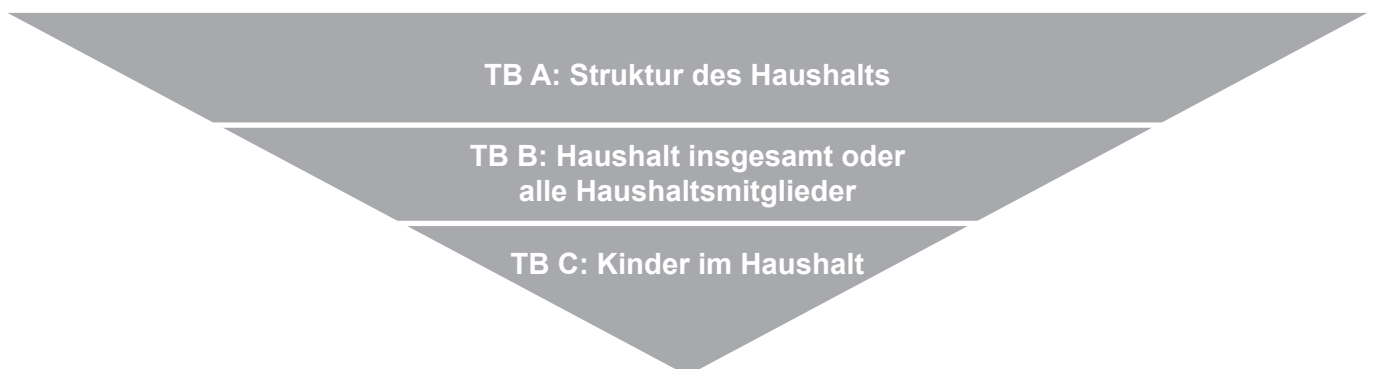 TB A: Struktur des Haushalts
TB B: Haushalt insgesamt oder
alle Haushaltsmitglieder
TB C: Kinder im Haushalt